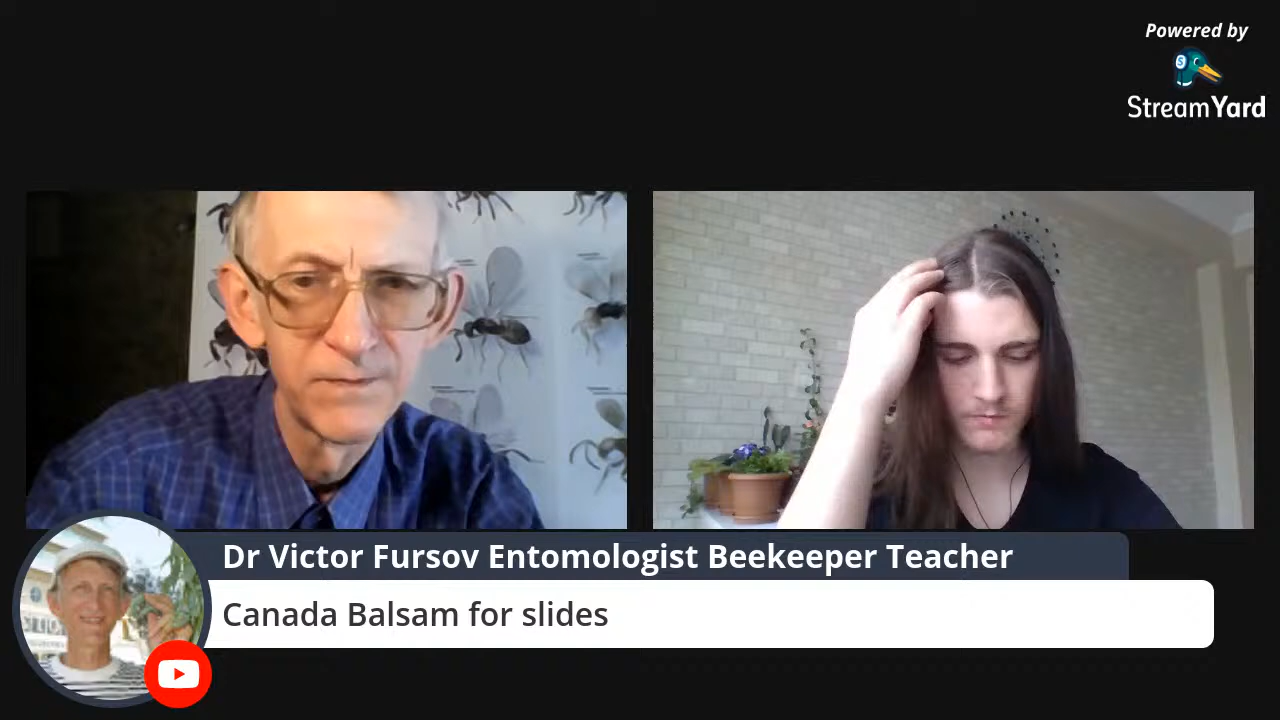 Powered by
StreamYard
Dr Victor Fursov Entomologist Beekeeper Teacher
Canada Balsam for slides